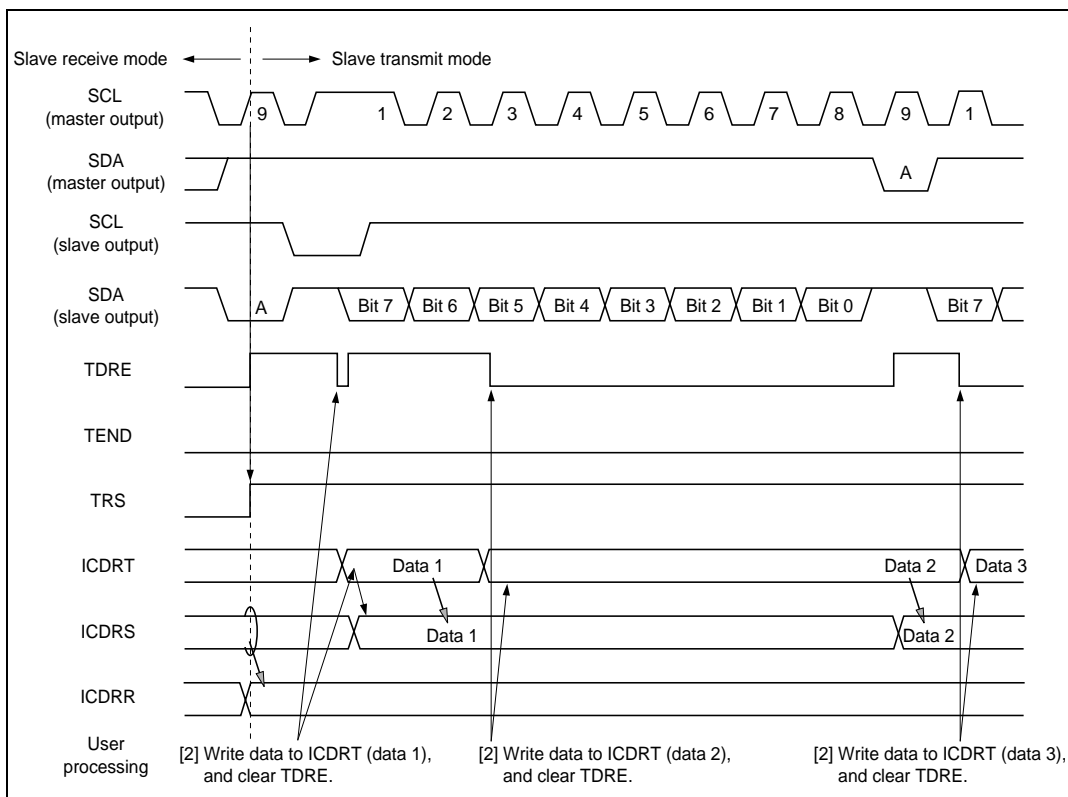 Slave receive mode
Slave transmit mode
SCL
(master output)
9 1 2 3 4 5 6 7 8 9 1
SDA
(master output)
A
SCL
(slave output)
SDA
(slave output)
A Bit 7 Bit 6 Bit 5 Bit 4 Bit 3 Bit 2 Bit 1 Bit 0 Bit 7
TDRE
TEND
TRS
ICDRT
Data 1 Data 2 Data 3
ICDRS
Data 1 Data 2
ICDRR
User
processing
[2] Write data to ICDRT (data 1),
and clear TDRE.
[2] Write data to ICDRT (data 2),
and clear TDRE.
[2] Write data to ICDRT (data 3),
and clear TDRE.